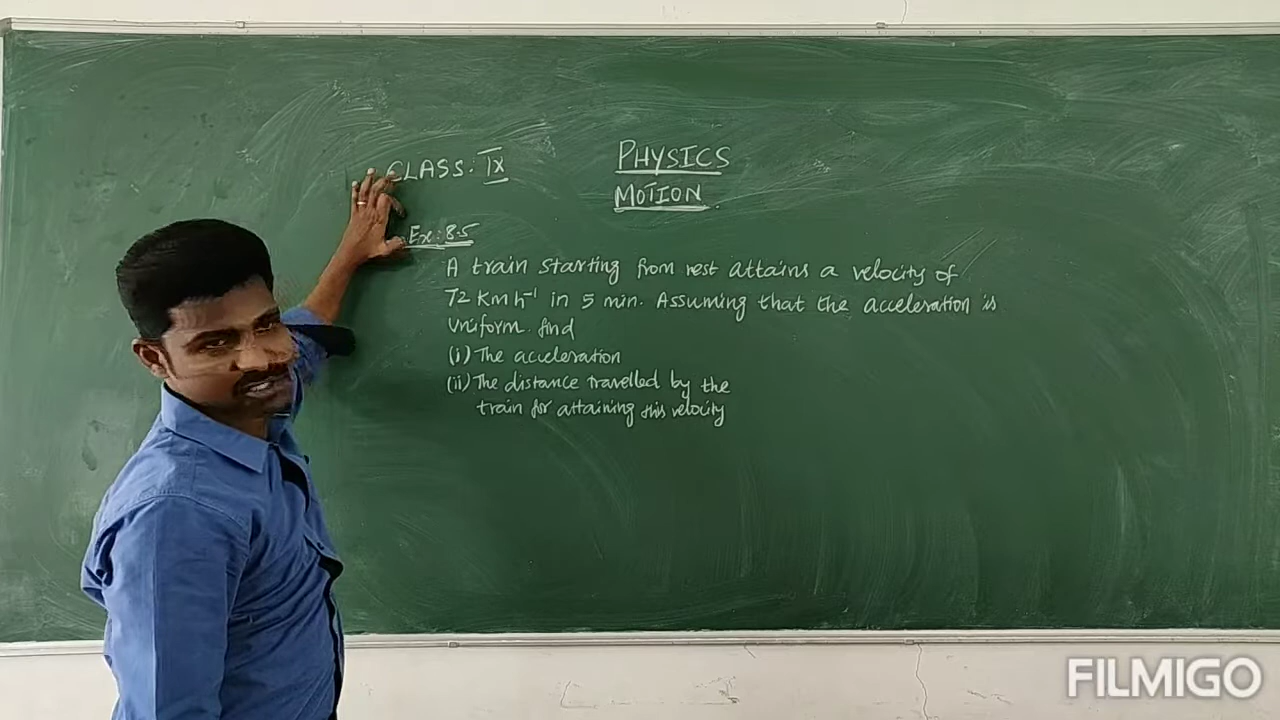 CLASS: IX
PHYSICS
MOTION.
Ex: 8.5
A train starting from rest attains a velocity of
72 Km h⁻¹ in 5 min. Assuming that the acceleration is
uniform. find
(i) The acceleration
(ii) The distance travelled by the
train for attaining this velocity
FILMIGO